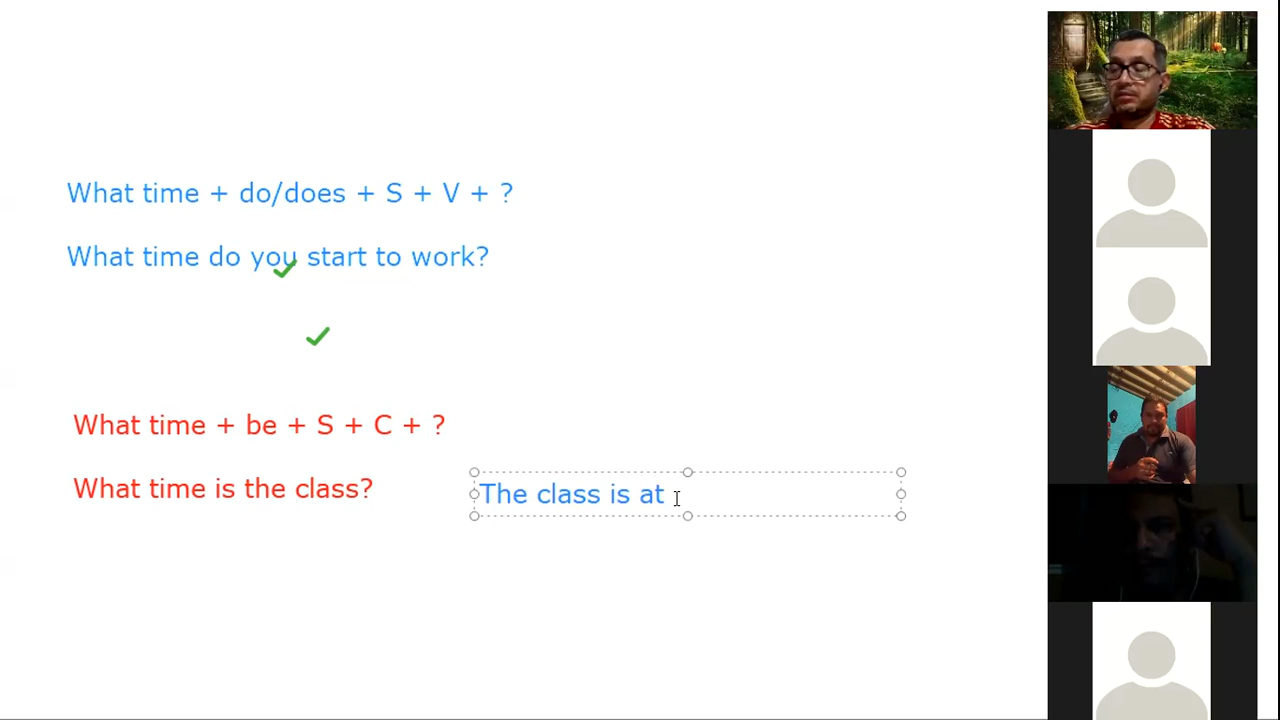 What time + do/does + S + V + ?
What time do you start to work?
What time + be + S + C + ?
What time is the class?
The class is at